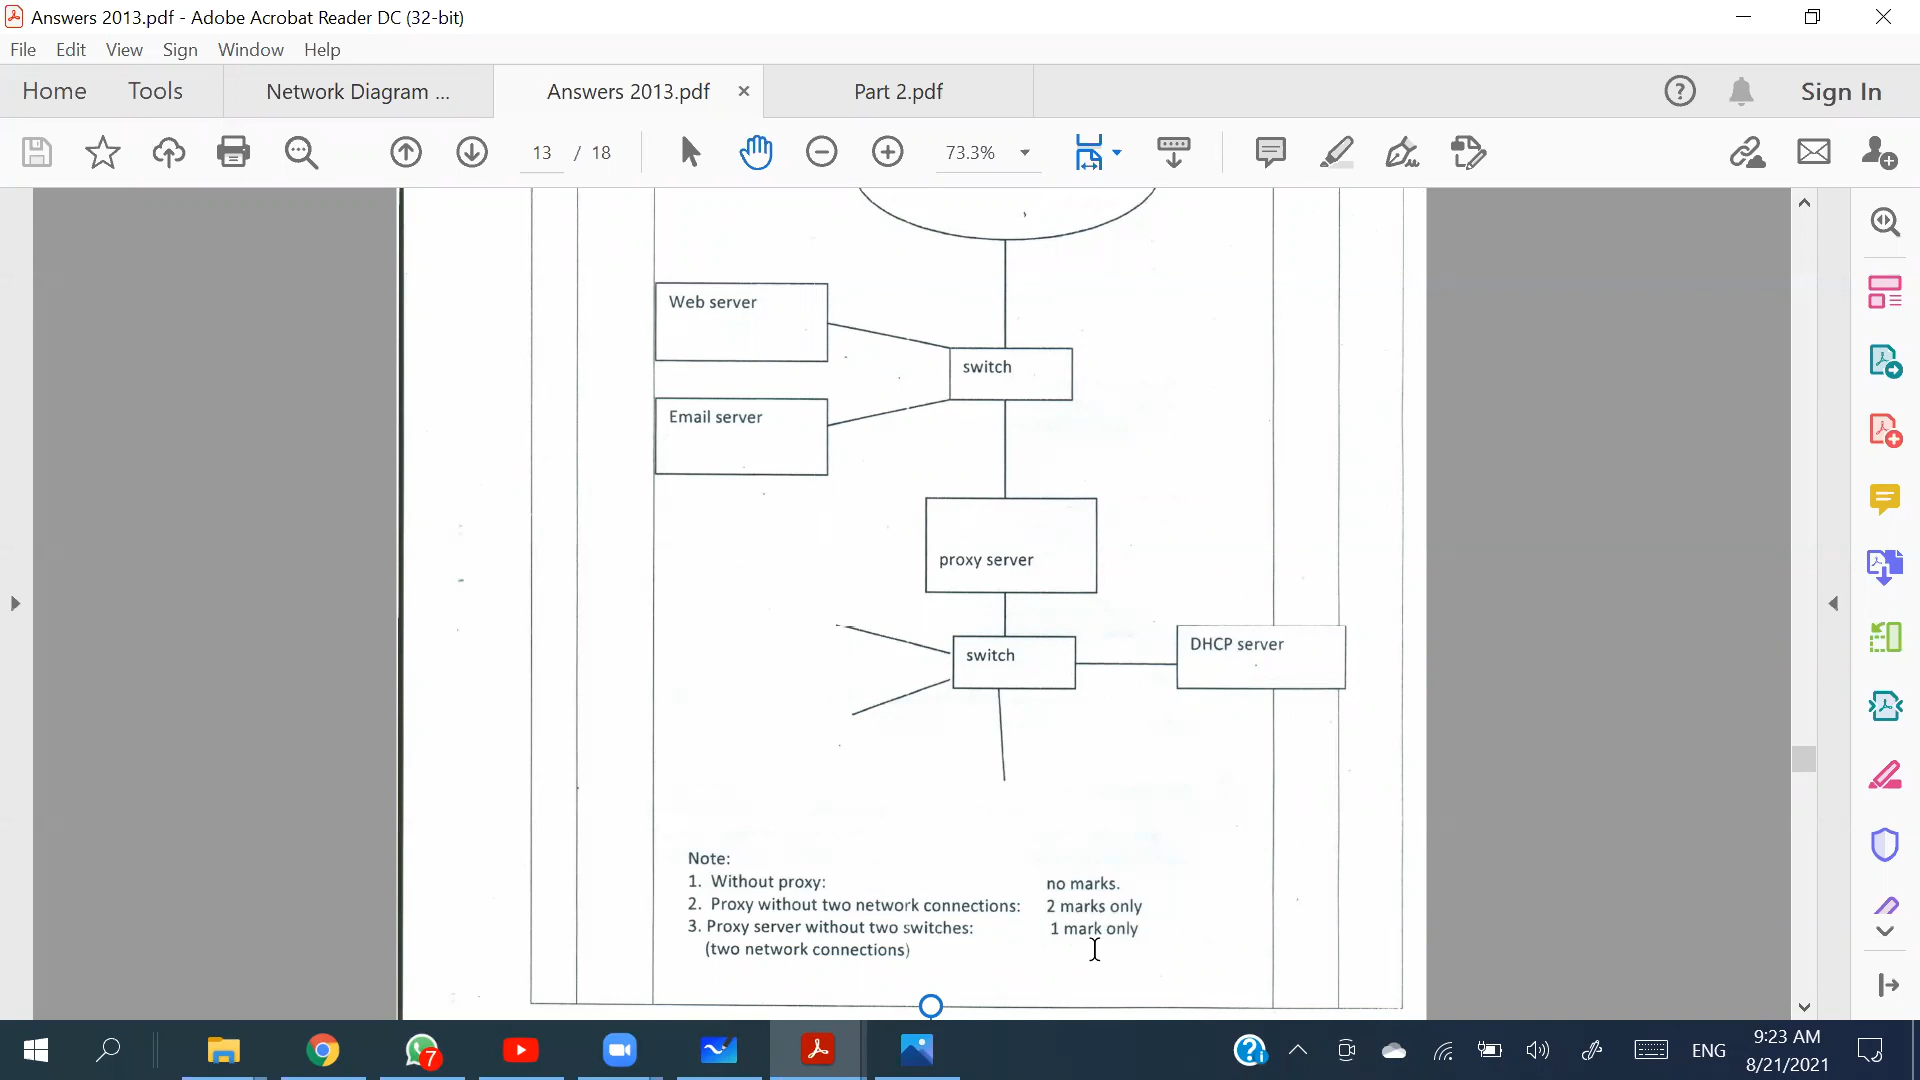 Answers 2013.pdf - Adobe Acrobat Reader DC (32-bit)
File Edit View Sign Window Help
Home Tools Network Diagram ... Answers 2013.pdf × Part 2.pdf ? Sign In
13 / 18 73.3%
Web server
switch
Email server
proxy server
switch
DHCP server
Note:
1. Without proxy: no marks.
2. Proxy without two network connections: 2 marks only
3. Proxy server without two switches: 1 mark only
(two network connections)
7
ENG
9:23 AM
8/21/2021